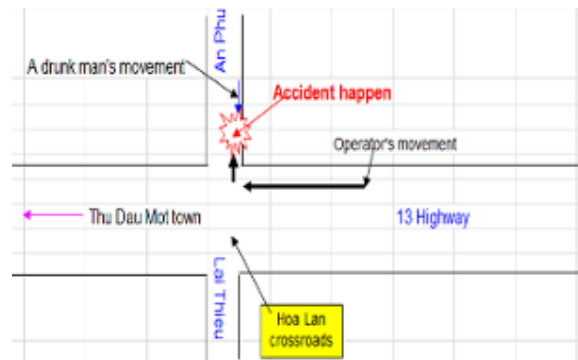 An Phu
A drunk man's movement
Accident happen
Operator's movement
Thu Dau Mot town
13 Highway
Lai Thieu
Hoa Lan
crossroads